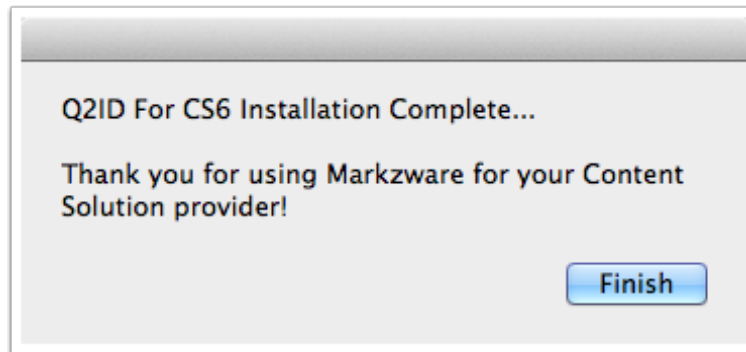 Q2ID For CS6 Installation Complete...
Thank you for using Markzware for your Content
Solution provider!
Finish